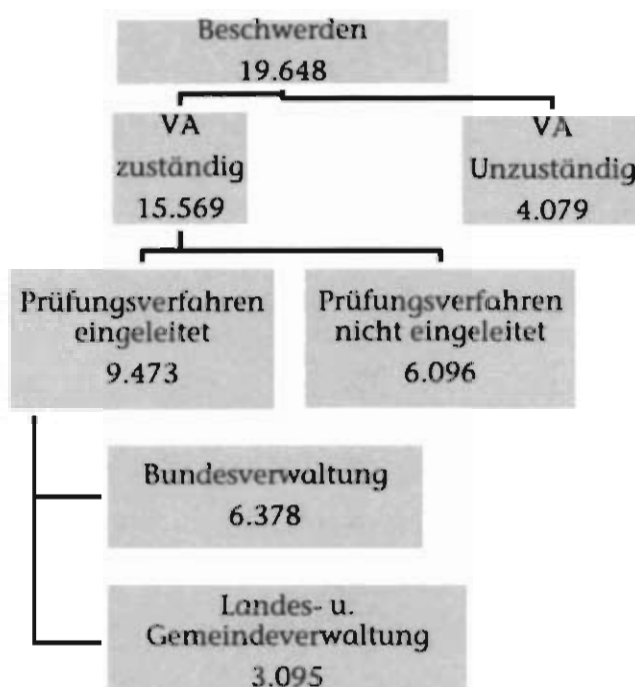 Beschwerden
19.648
VA
zuständig
15.569
VA
Unzuständig
4.079
Prüfungsverfahren
eingeleitet
9.473
Prüfungsverfahren
nicht eingeleitet
6.096
Bundesverwaltung
6.378
Landes- u.
Gemeindeverwaltung
3.095